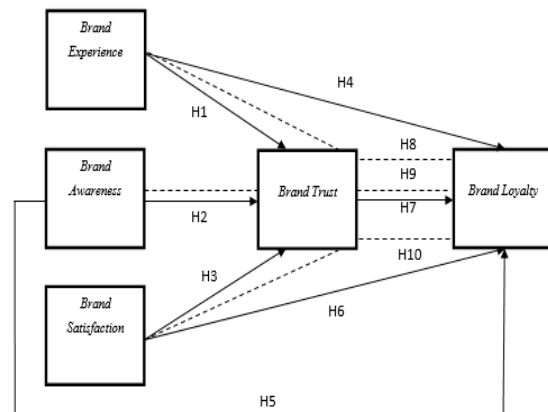 Brand
Experience
H4
H1
H8
Brand
Awareness
H9
Brand Trust
Brand Loyalty
H2
H7
H3
H10
Brand
Satisfaction
H6
H5